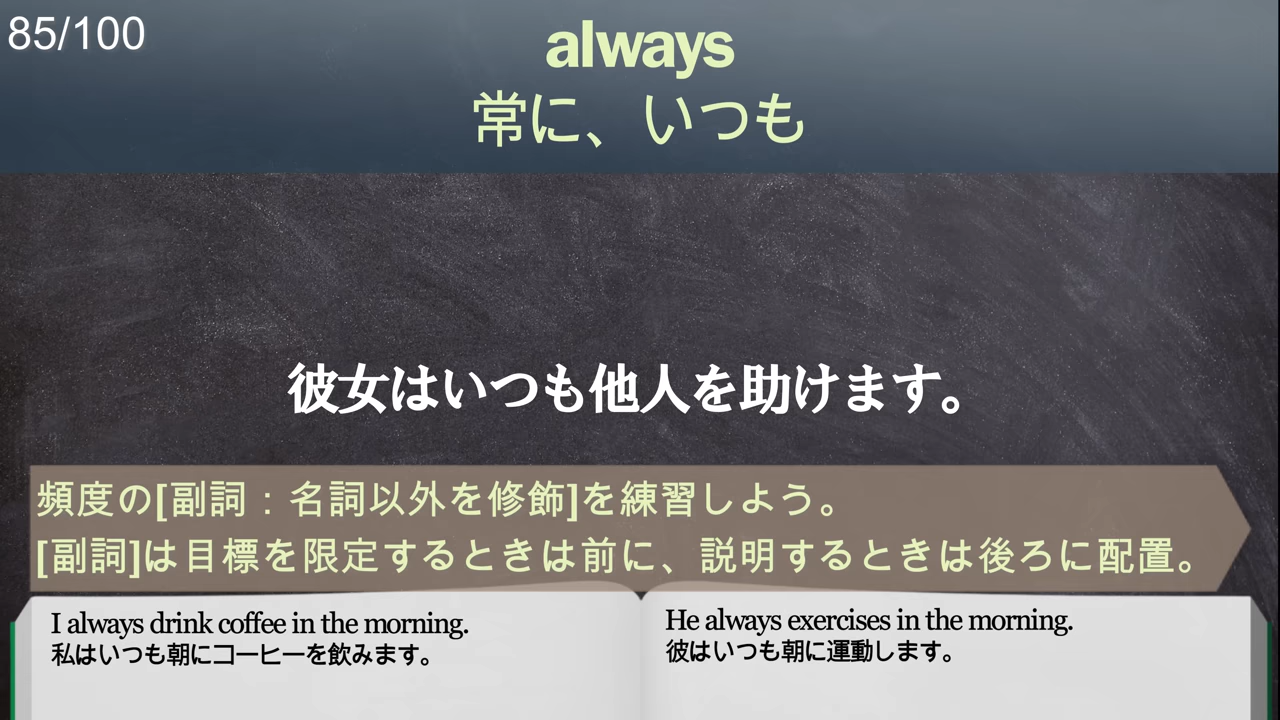 85/100
always
常に、いつも
彼女はいつも他人を助けます。
頻度の[副詞：名詞以外を修飾]を練習しよう。
[副詞]は目標を限定するときは前に、説明するときは後ろに配置。
I always drink coffee in the morning.
私はいつも朝にコーヒーを飲みます。
He always exercises in the morning.
彼はいつも朝に運動します。